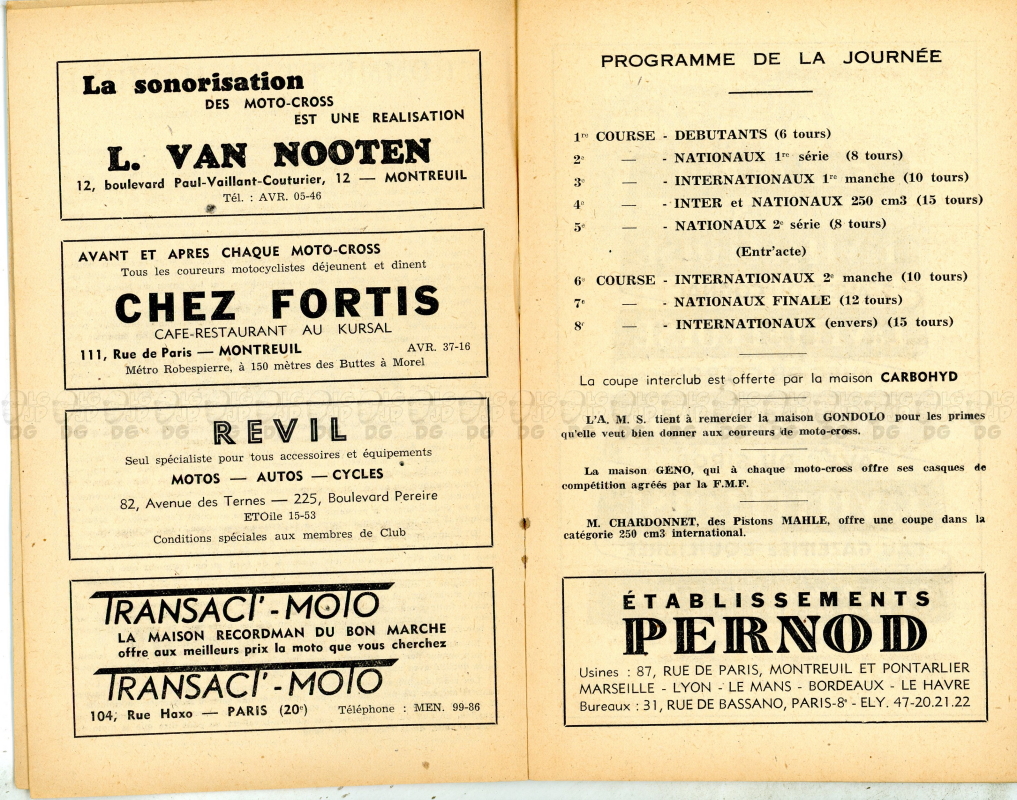 La sonorisation
DES MOTO-CROSS
EST UNE REALISATION
L. VAN NOOTEN
12, boulevard Paul-Vaillant-Couturier, 12 — MONTREUIL
Tél. : AVR. 05-46
AVANT ET APRES CHAQUE MOTO-CROSS
Tous les coureurs motocyclistes déjeunent et dînent
CHEZ FORTIS
CAFE-RESTAURANT AU KURSAL
111, Rue de Paris — MONTREUIL AVR. 37-16
Métro Robespierre, à 150 mètres des Buttes à Morel
REVIL
Seul spécialiste pour tous accessoires et équipements
MOTOS — AUTOS — CYCLES
82, Avenue des Ternes — 225, Boulevard Pereire
ETOile 15-53
Conditions spéciales aux membres de Club
TRANSACT'-MOTO
LA MAISON RECORDMAN DU BON MARCHE
offre aux meilleurs prix la moto que vous cherchez
TRANSACT'-MOTO
104, Rue Haxo — PARIS (20e) Téléphone : MEN. 99-86
PROGRAMME DE LA JOURNÉE
1re COURSE - DEBUTANTS (6 tours)
2e — - NATIONAUX 1re série (8 tours)
3e — - INTERNATIONAUX 1re manche (10 tours)
4e — - INTER et NATIONAUX 250 cm3 (15 tours)
5e — - NATIONAUX 2e série (8 tours)
(Entr'acte)
6e COURSE - INTERNATIONAUX 2e manche (10 tours)
7e — - NATIONAUX FINALE (12 tours)
8e — - INTERNATIONAUX (envers) (15 tours)
La coupe interclub est offerte par la maison CARBOHYD
L'A. M. S. tient à remercier la maison GONDOLO pour les primes
qu'elle veut bien donner aux coureurs de moto-cross.
La maison GENO, qui à chaque moto-cross offre ses casques de
compétition agréés par la F.M.F.
M. CHARDONNET, des Pistons MAHLE, offre une coupe dans la
catégorie 250 cm3 international.
ÉTABLISSEMENTS
PERNOD
Usines : 87, RUE DE PARIS, MONTREUIL ET PONTARLIER
MARSEILLE - LYON - LE MANS - BORDEAUX - LE HAVRE
Bureaux : 31, RUE DE BASSANO, PARIS-8e - ELY. 47-20.21.22